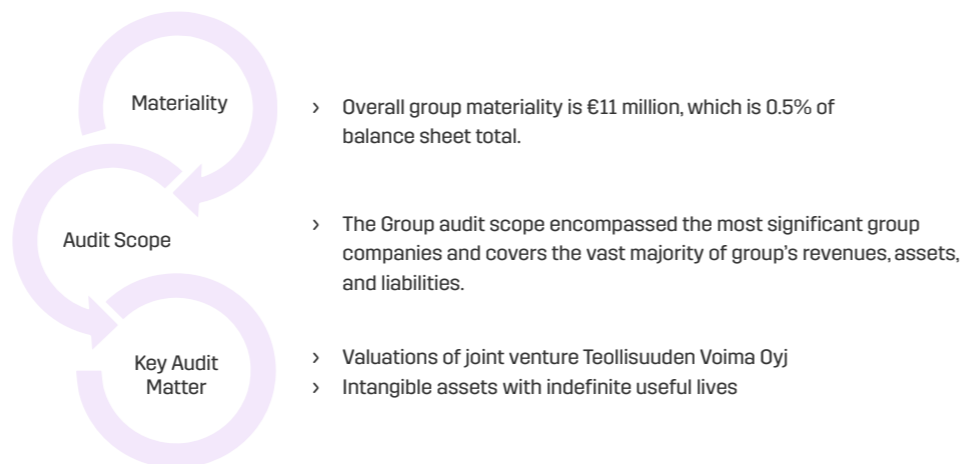 Materiality
› Overall group materiality is €11 million, which is 0.5% of
balance sheet total.
Audit Scope
› The Group audit scope encompassed the most significant group
companies and covers the vast majority of group's revenues, assets,
and liabilities.
Key Audit
Matter
› Valuations of joint venture Teollisuuden Voima Oyj
› Intangible assets with indefinite useful lives